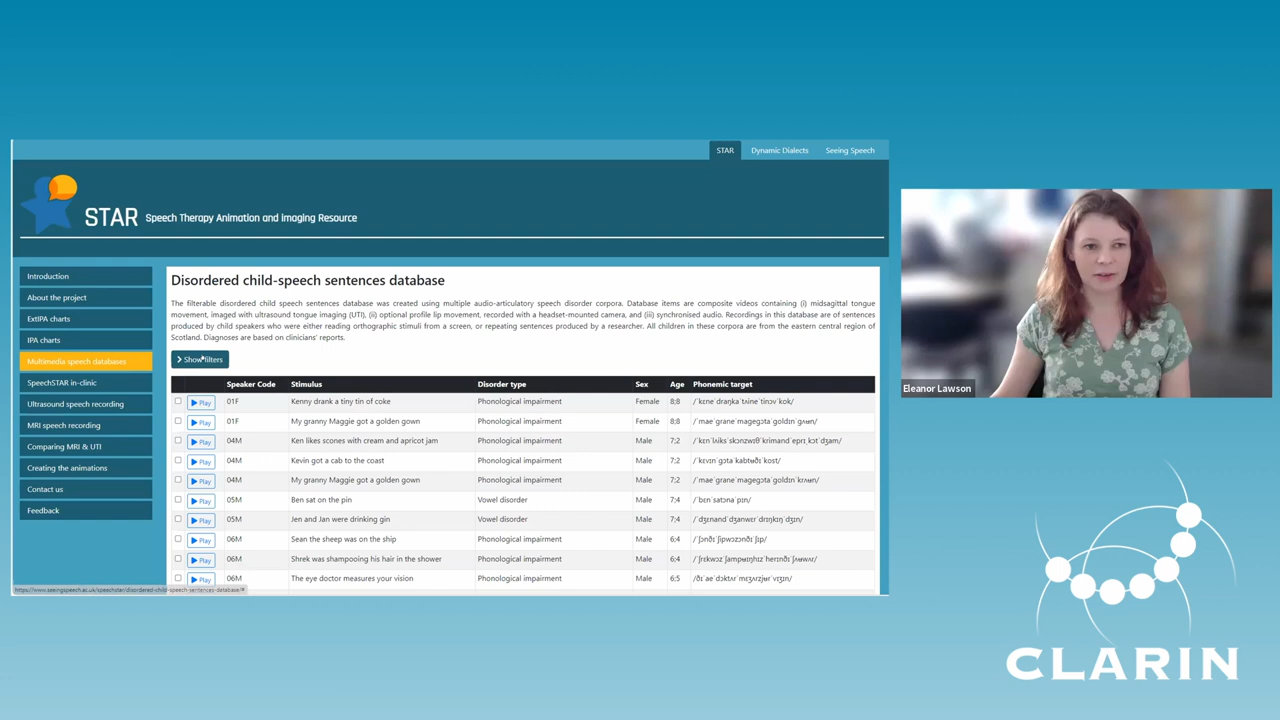 STAR Dynamic Dialects Seeing Speech
STAR Speech Therapy Animation and Imaging Resource
Introduction
About the project
ExtIPA charts
IPA charts
Multimedia speech databases
SpeechSTAR in-clinic
Ultrasound speech recording
MRI speech recording
Comparing MRI & UTI
Creating the animations
Contact us
Feedback
Disordered child-speech sentences database
The filterable disordered child speech sentences database was created using multiple audio-articulatory speech disorder corpora. Database items are composite videos containing (i) midsagittal tongue
movement, imaged with ultrasound tongue imaging (UTI), (ii) optional profile lip movement, recorded with a headset-mounted camera, and (iii) synchronised audio. Recordings in this database are of sentences
produced by child speakers who were either reading orthographic stimuli from a screen, or repeating sentences produced by a researcher. All children in these corpora are from the eastern central region of
Scotland. Diagnoses are based on clinicians' reports.
Show filters
Speaker Code Stimulus Disorder type Sex Age Phonemic target
Play 01F Kenny drank a tiny tin of coke Phonological impairment Female 8;8
Play 01F My granny Maggie got a golden gown Phonological impairment Female 8;8
Play 04M Ken likes scones with cream and apricot jam Phonological impairment Male 7;2
Play 04M Kevin got a cab to the coast Phonological impairment Male 7;2
Play 04M My granny Maggie got a golden gown Phonological impairment Male 7;2
Play 05M Ben sat on the pin Vowel disorder Male 7;4
Play 05M Jen and Jan were drinking gin Vowel disorder Male 7;4
Play 06M Sean the sheep was on the ship Phonological impairment Male 6;4
Play 06M Shrek was shampooing his hair in the shower Phonological impairment Male 6;4
Play 06M The eye doctor measures your vision Phonological impairment Male 6;5
https://www.seeingspeech.ac.uk/speechstar/disordered-child-speech-sentences-database/#
Eleanor Lawson
CLARIN